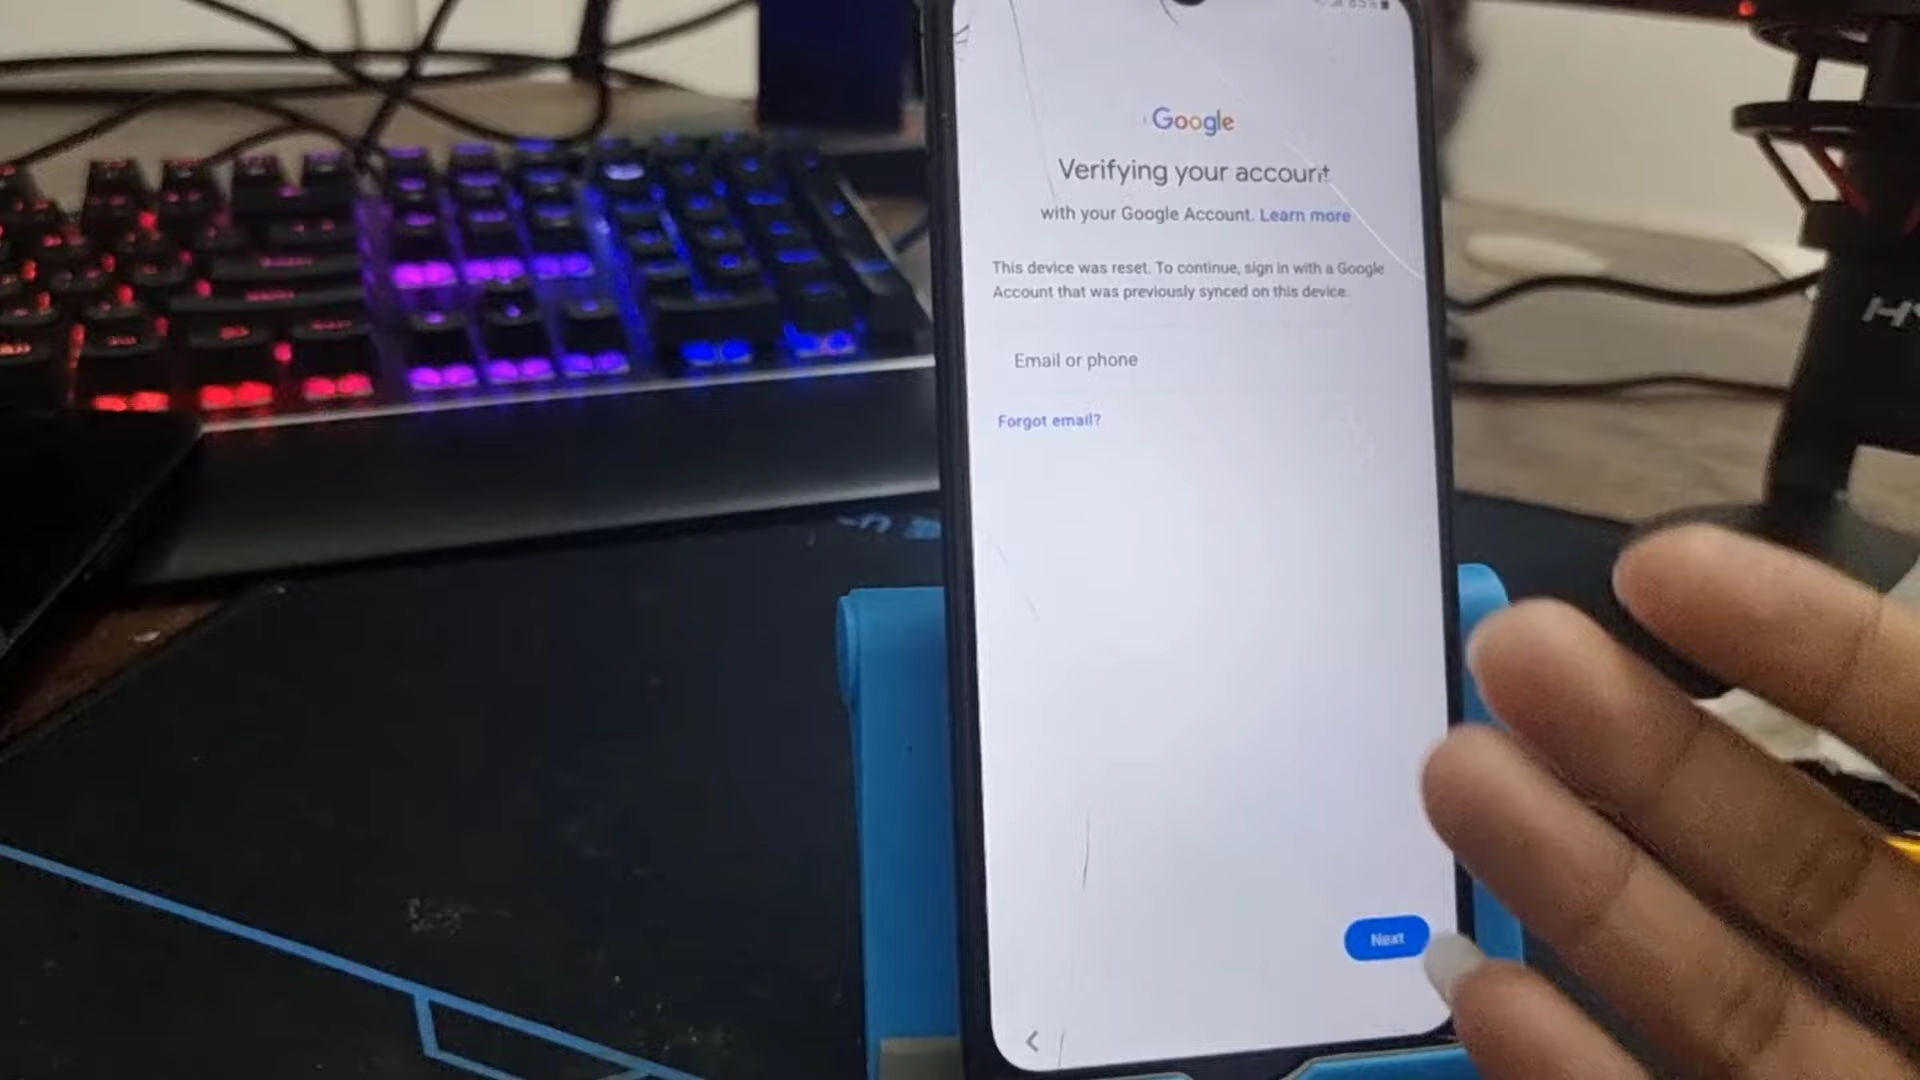 Google
Verifying your account
with your Google Account. Learn more
This device was reset. To continue, sign in with a Google
Account that was previously synced on this device.
Email or phone
Forgot email?
Next